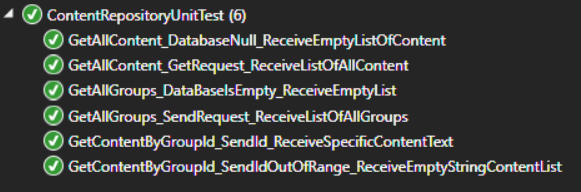 ContentRepositoryUnitTest (6)
GetAllContent_DatabaseNull_ReceiveEmptyListOfContent
GetAllContent_GetRequest_ReceiveListOfAllContent
GetAllGroups_DataBaseIsEmpty_ReceiveEmptyList
GetAllGroups_SendRequest_ReceiveListOfAllGroups
GetContentByGroupId_SendId_ReceiveSpecificContentText
GetContentByGroupId_SendIdOutOfRange_ReceiveEmptyStringContentList